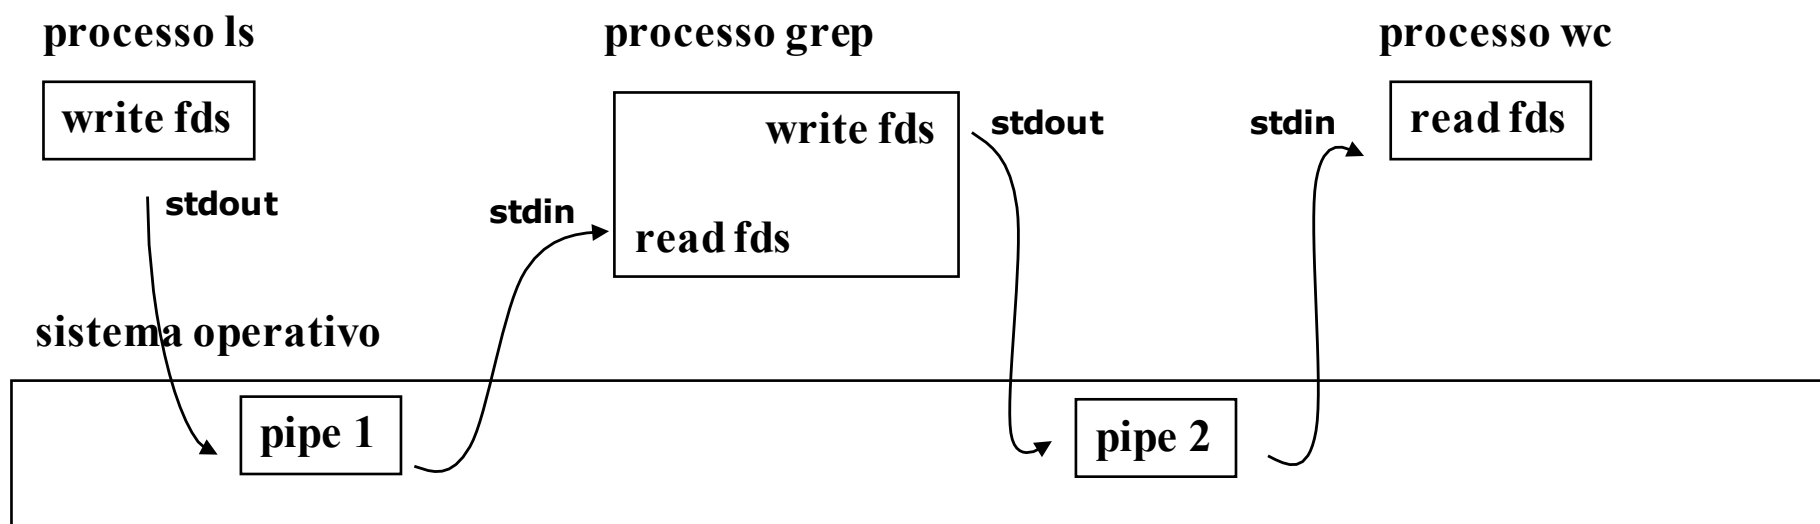 processo ls
processo grep
processo wc
write fds
write fds
stdout
stdin
read fds
stdout
stdin
read fds
sistema operativo
pipe 1
pipe 2